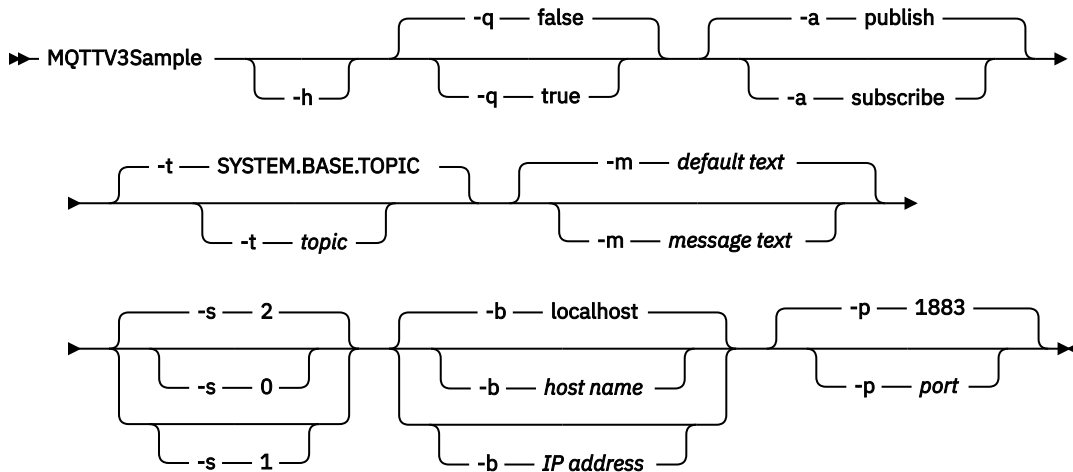 -q false -a publish
MQTTV3Sample
-h -q true -a subscribe
-t SYSTEM.BASE.TOPIC -m default text
-t topic -m message text
-s 2 -b localhost -p 1883
-s 0 -b host name -p port
-s 1 -b IP address